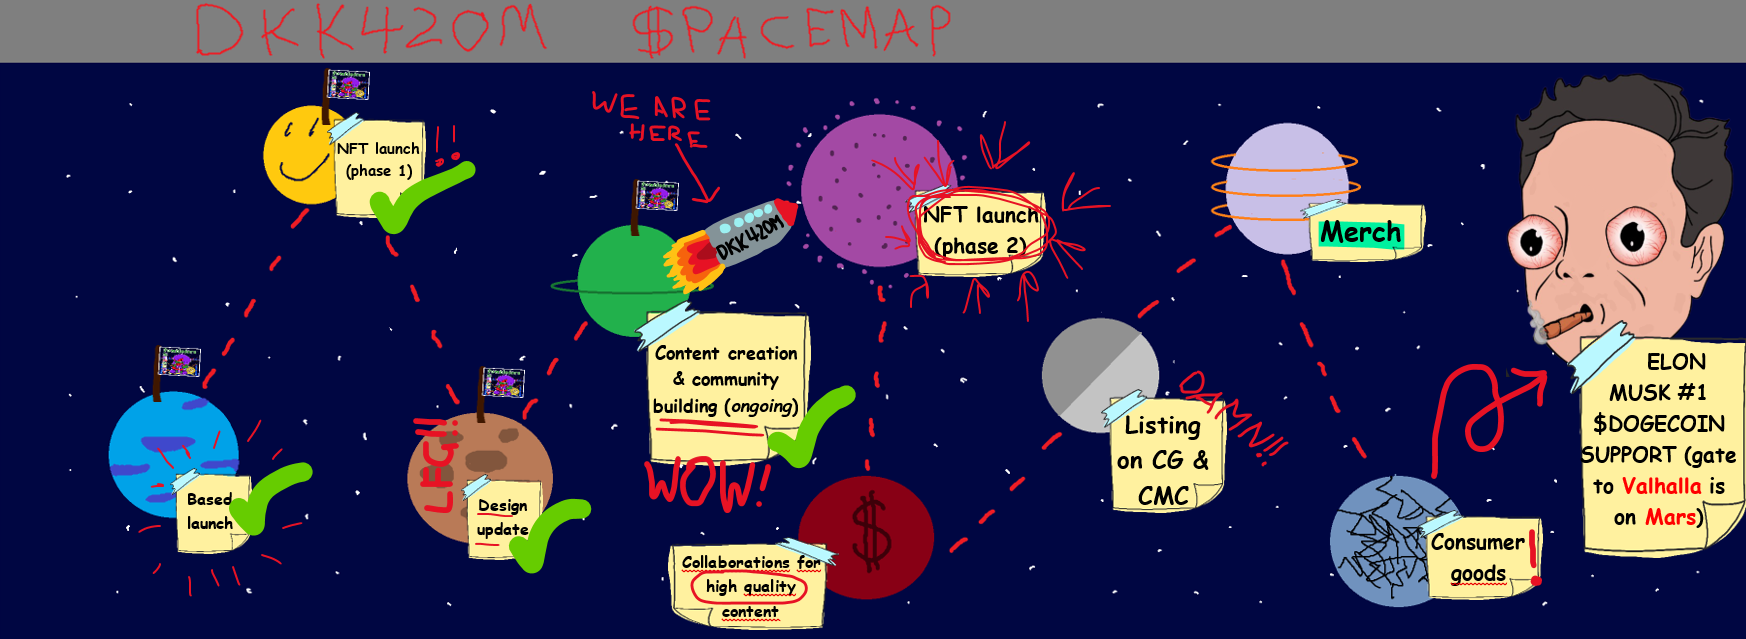 DKK420M $PACEMAP
NFT launch
(phase 1)
!!
WE ARE
HERE
DKK420M
NFT launch
(phase 2)
Merch
Based
launch
LEGI!!
Design
update
Content creation
& community
building (ongoing)
WOW!
Collaborations for
high quality
content
$
Listing
on CG &
CMC
DAMN!!!
Consumer
goods
!
ELON
MUSK #1
$DOGECOIN
SUPPORT (gate
to Valhalla is
on Mars)